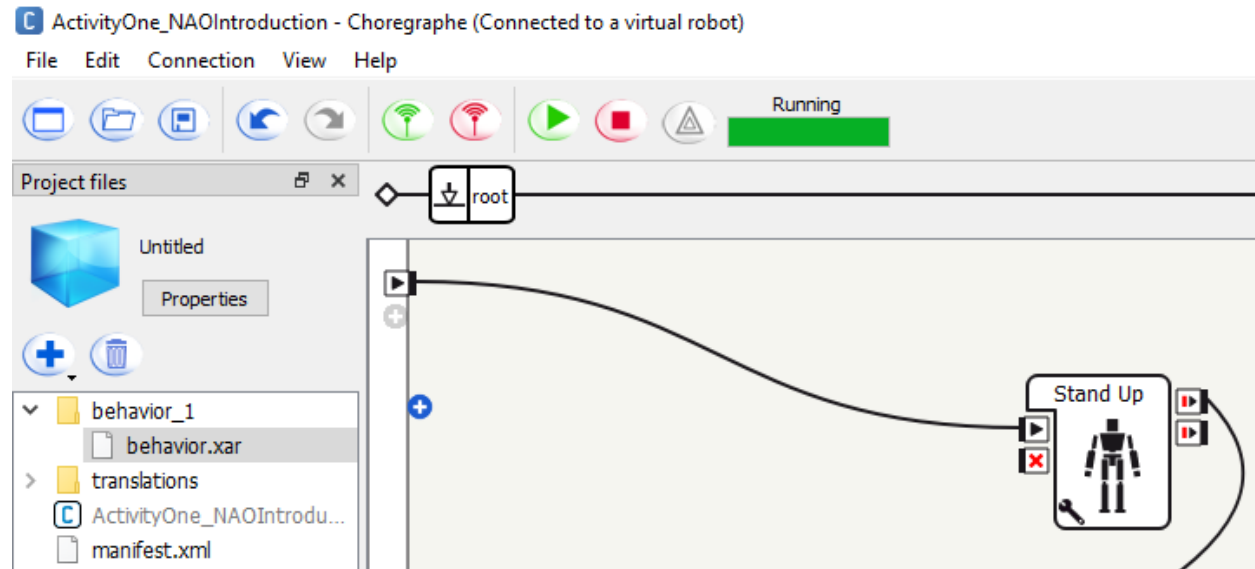 ActivityOne_NAOIntroduction - Choregraphe (Connected to a virtual robot)
File Edit Connection View Help
Running
Project files
root
Untitled
Properties
behavior_1
behavior.xar
translations
ActivityOne_NAOIntrodu...
manifest.xml
Stand Up